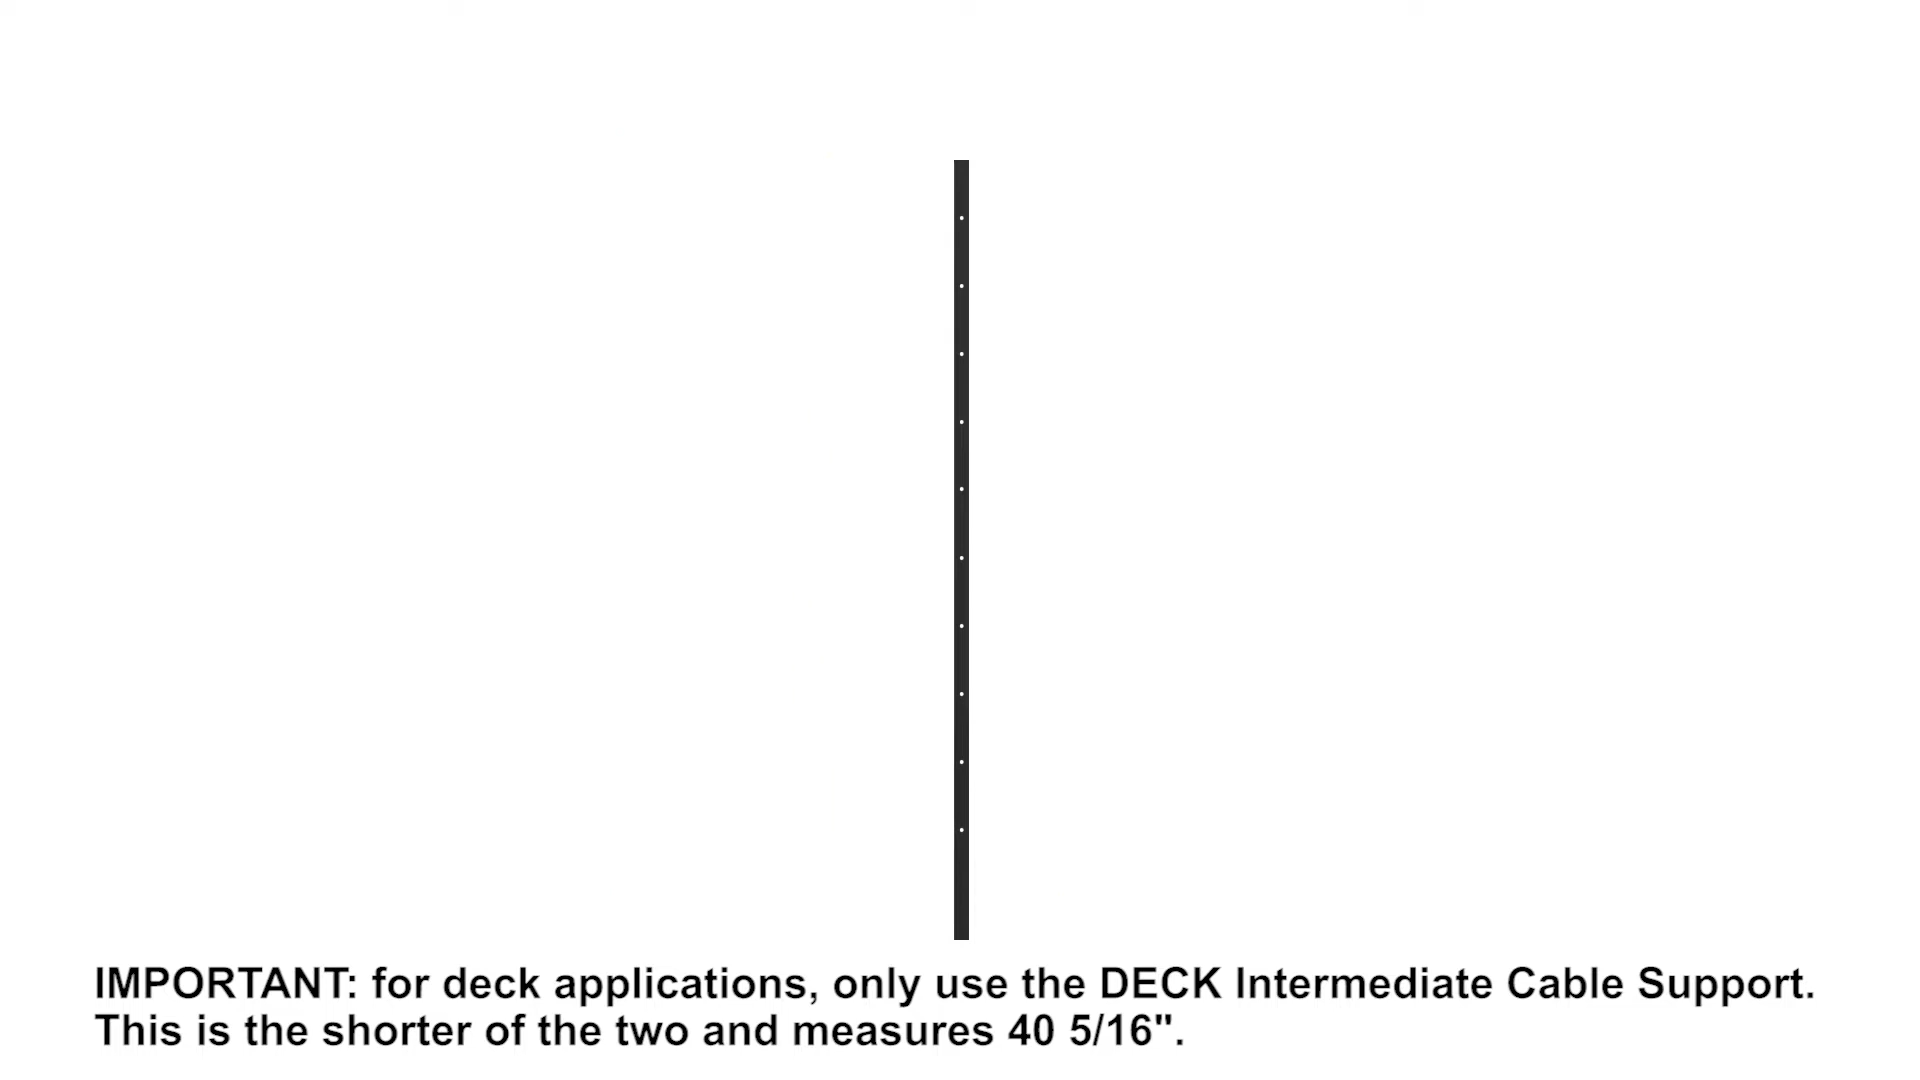 IMPORTANT: for deck applications, only use the DECK Intermediate Cable Support.
This is the shorter of the two and measures 40 5/16".